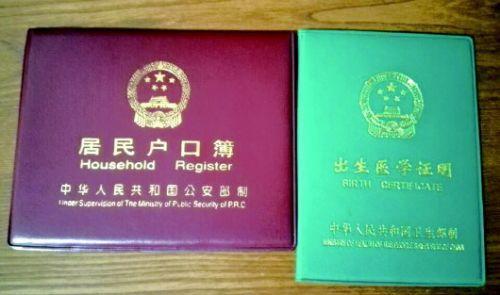 居民户口簿
Household Register
中华人民共和国公安部制
Under Supervision of The Ministry of Public Security of P.R.C
出生医学证明
BIRTH CERTIFICATE
中华人民共和国卫生部制